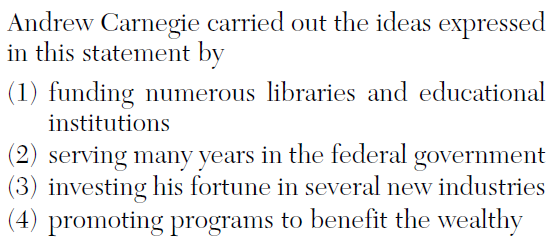 Andrew Carnegie carried out the ideas expressed
in this statement by
(1) funding numerous libraries and educational
institutions
(2) serving many years in the federal government
(3) investing his fortune in several new industries
(4) promoting programs to benefit the wealthy